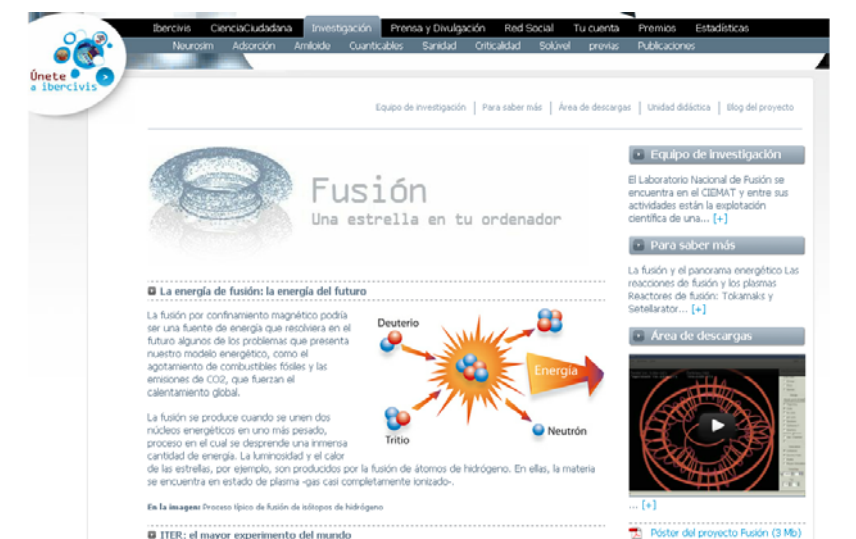 Ibercivis CienciaCiudadana Investigación Prensa y Divulgación Red Social Tu cuenta Premios Estadísticas
Neurosim Adsorción Amiloide Cuanticables Sanidad Criticalidad Solúvel previas Publicaciones
Únete
a ibercivis
Equipo de investigación | Para saber más | Área de descargas | Unidad didáctica | Blog del proyecto
Fusión
Una estrella en tu ordenador
La energía de fusión: la energía del futuro
La fusión por confinamiento magnético podría
ser una fuente de energía que resolviera en el
futuro algunos de los problemas que presenta
nuestro modelo energético, como el
agotamiento de combustibles fósiles y las
emisiones de CO2, que fuerzan el
calentamiento global.
La fusión se produce cuando se unen dos
núcleos energéticos en uno más pesado,
proceso en el cual se desprende una inmensa
cantidad de energía. La luminosidad y el calor
de las estrellas, por ejemplo, son producidos por la fusión de átomos de hidrógeno. En ellas, la materia
se encuentra en estado de plasma -gas casi completamente ionizado-.
Deuterio
Energía
Tritio
Neutrón
En la imagen: Proceso típico de fusión de isótopos de hidrógeno
ITER: el mayor experimento del mundo
Equipo de investigación
El Laboratorio Nacional de Fusión se
encuentra en el CIEMAT y entre sus
actividades están la explotación
científica de una... [+]
Para saber más
La fusión y el panorama energético Las
reacciones de fusión y los plasmas
Reactores de fusión: Tokamaks y
Setellarator... [+]
Área de descargas
... [+]
Póster del proyecto Fusión (3 Mb)